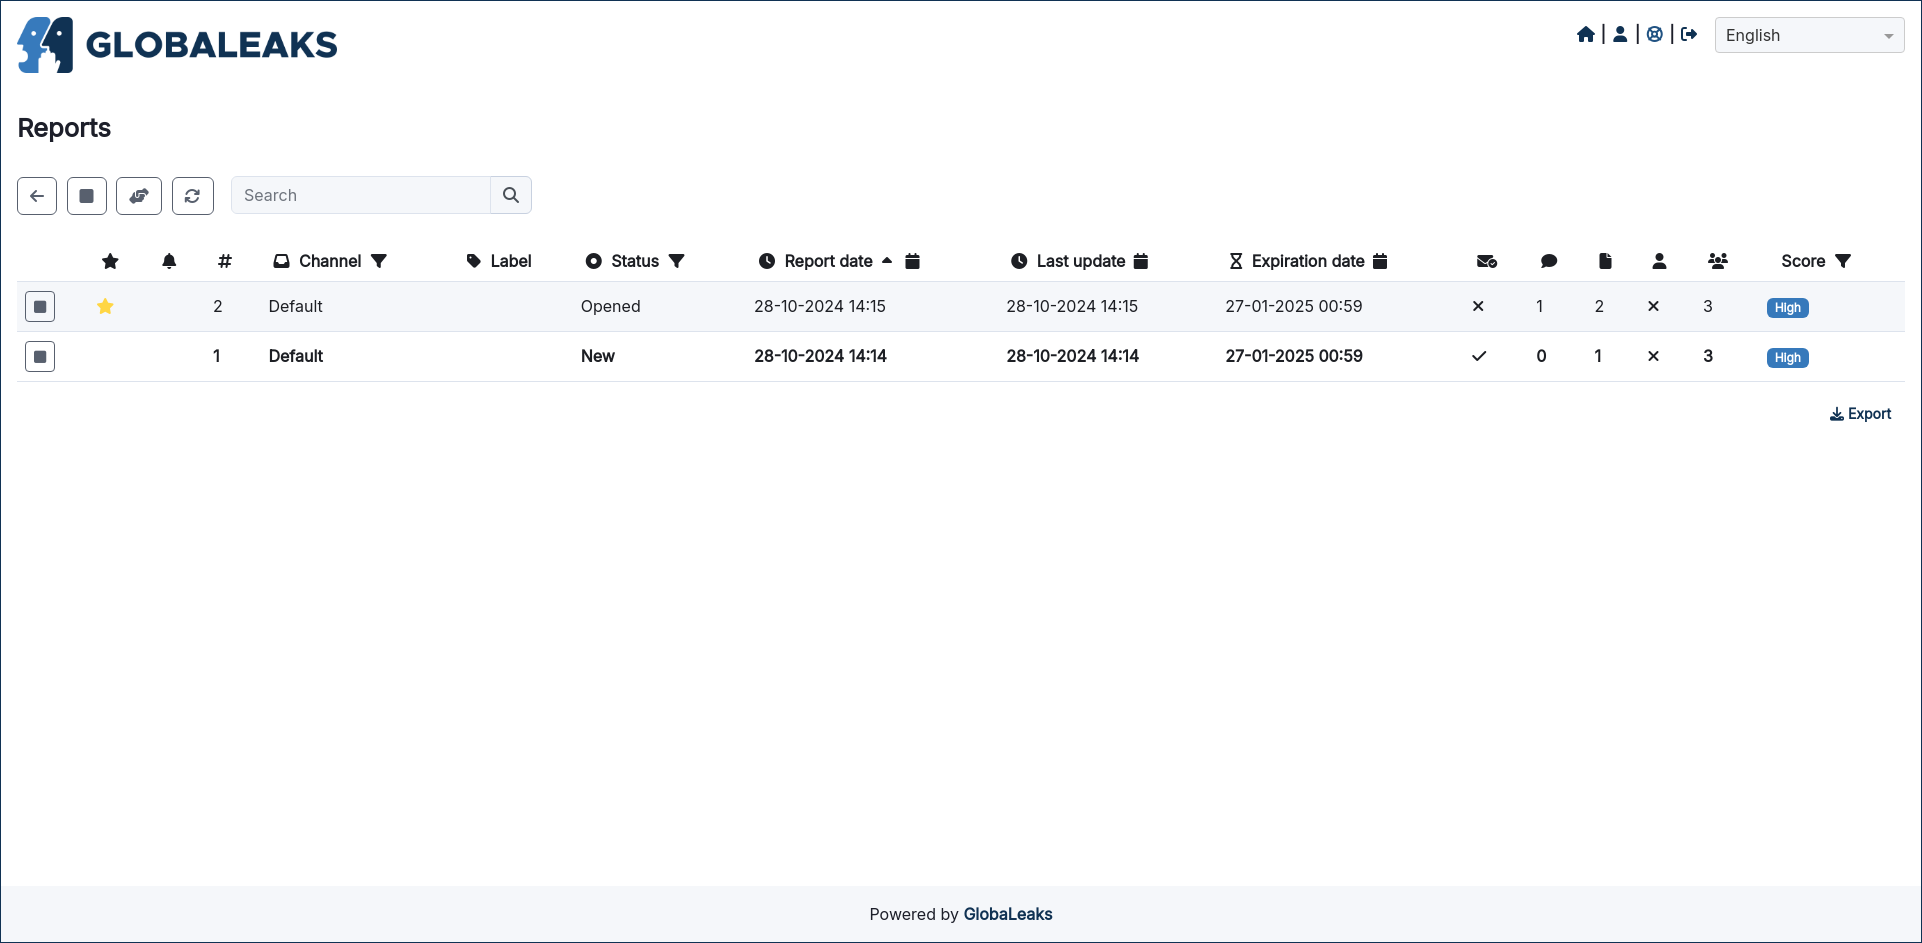 GLOBALEAKS
English
Reports
Search
# Channel Label Status Report date Last update Expiration date Score
2 Default Opened 28-10-2024 14:15 28-10-2024 14:15 27-01-2025 00:59 1 2 3 High
1 Default New 28-10-2024 14:14 28-10-2024 14:14 27-01-2025 00:59 0 1 3 High
Export
Powered by GlobaLeaks